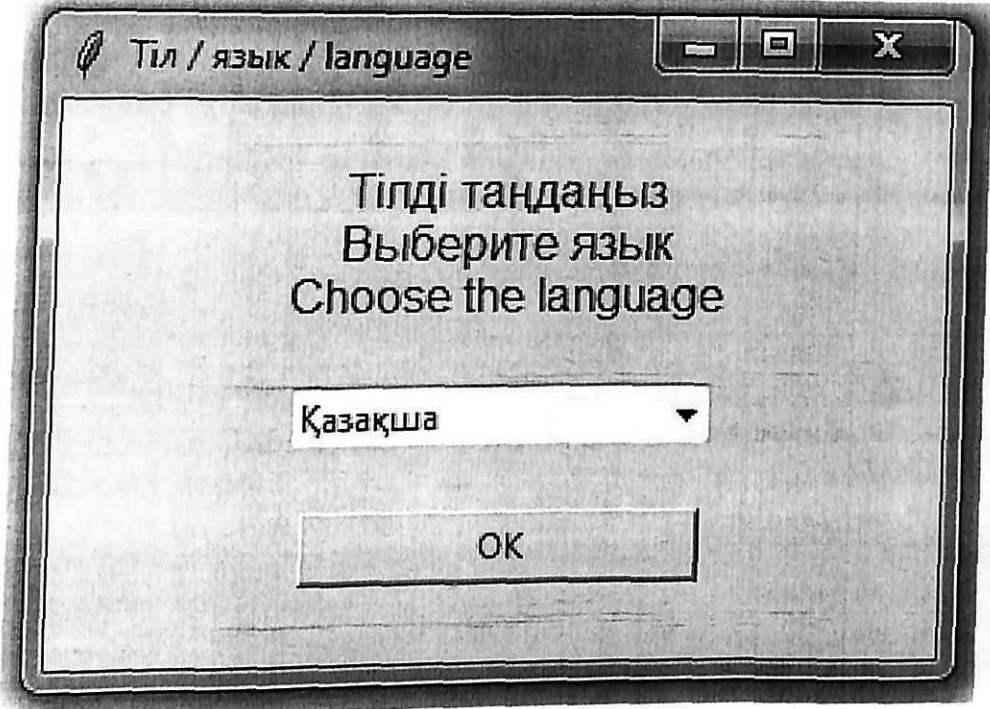 Тіл / язык / language
Тілді таңдаңыз
Выберите язык
Choose the language
Қазақша
OK